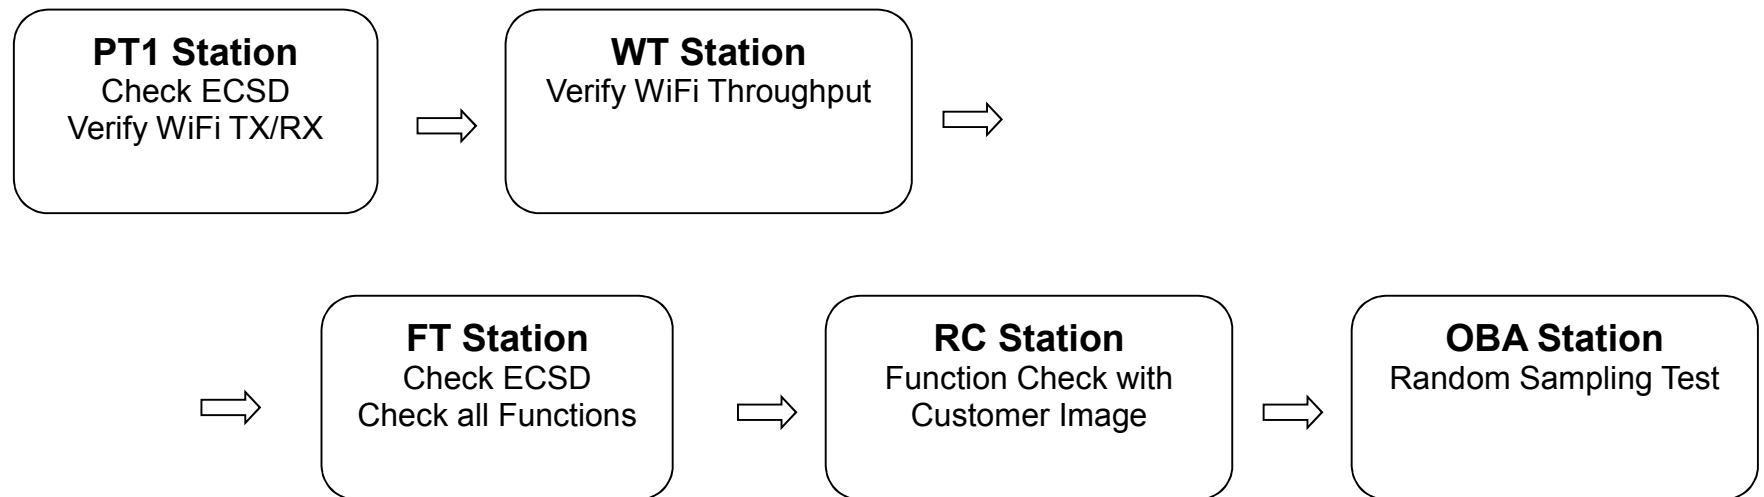 PT1 Station
Check ECSD
Verify WiFi TX/RX
WT Station
Verify WiFi Throughput
FT Station
Check ECSD
Check all Functions
RC Station
Function Check with
Customer Image
OBA Station
Random Sampling Test